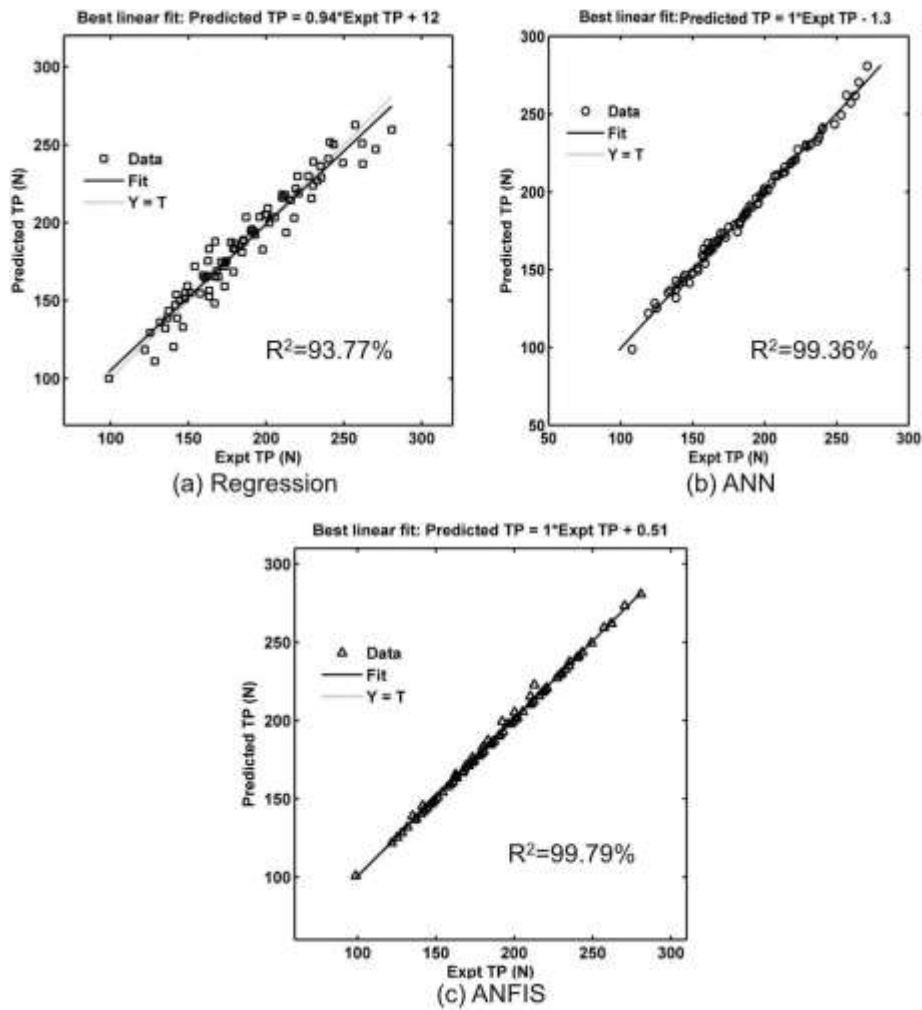 Best linear fit: Predicted TP = 0.94*Expt TP + 12
300
250
200
150
100
Predicted TP (N)
Data
Fit
Y = T
R²=93.77%
100 150 200 250 300
Expt TP (N)
(a) Regression
Best linear fit:Predicted TP = 1*Expt TP - 1.3
300
250
200
150
100
50
Predicted TP (N)
Data
Fit
Y = T
R²=99.36%
50 100 150 200 250 300
Expt TP (N)
(b) ANN
Best linear fit: Predicted TP = 1*Expt TP + 0.51
300
250
200
150
100
Predicted TP (N)
Data
Fit
Y = T
R²=99.79%
100 150 200 250 300
Expt TP (N)
(c) ANFIS